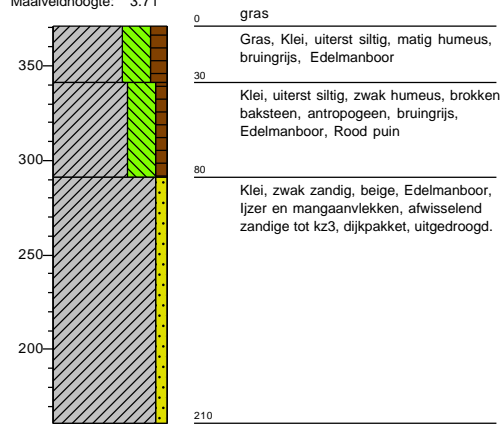 Maaiveldhoogte: 3.71
0 gras
Gras, Klei, uiterst siltig, matig humeus,
bruingrijs, Edelmanboor
350
30
Klei, uiterst siltig, zwak humeus, brokken
baksteen, antropogeen, bruingrijs,
Edelmanboor, Rood puin
300
80
Klei, zwak zandig, beige, Edelmanboor,
Ijzer en mangaanvlekken, afwisselend
zandige tot kz3, dijkpakket, uitgedroogd.
250
200
210